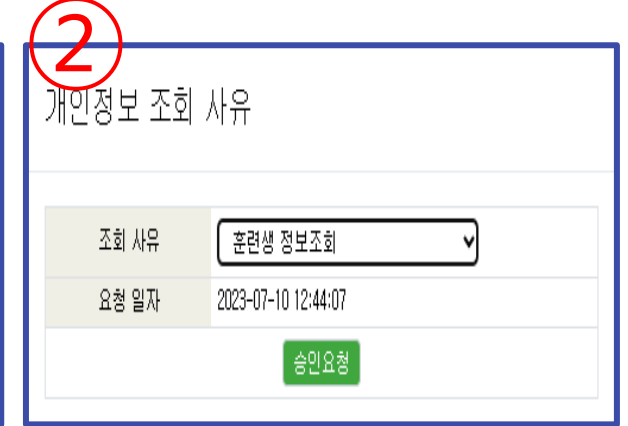 ②
개인정보 조회 사유
조회 사유 훈련생 정보조회
요청 일자 2023-07-10 12:44:07
승인요청